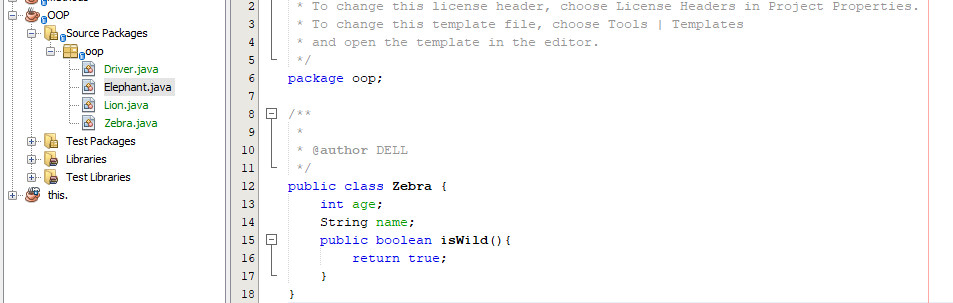 methods
OOP
Source Packages
oop
Driver.java
Elephant.java
Lion.java
Zebra.java
Test Packages
Libraries
Test Libraries
this.
2 * To change this license header, choose License Headers in Project Properties.
3 * To change this template file, choose Tools | Templates
4 * and open the template in the editor.
5 */
6 package oop;
7
8 /**
9 *
10 * @author DELL
11 */
12 public class Zebra {
13 int age;
14 String name;
15 public boolean isWild(){
16 return true;
17 }
18 }